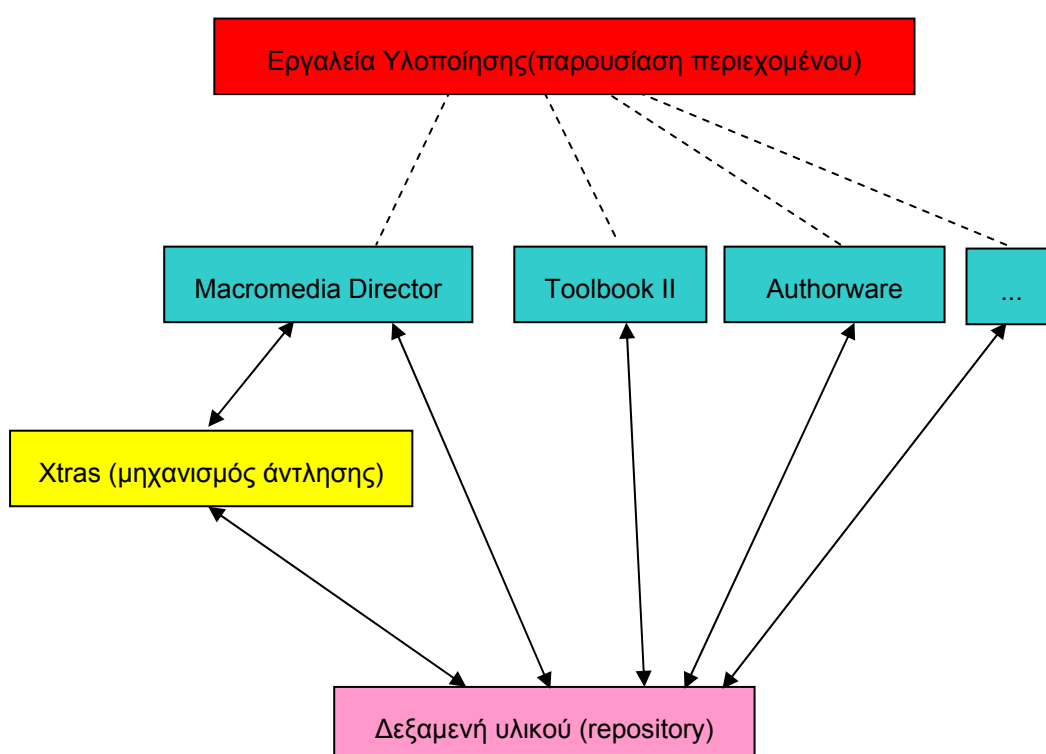 Εργαλεία Υλοποίησης(παρουσίαση περιεχομένου)
Macromedia Director
Toolbook II
Authorware
...
Xtras (μηχανισμός άντλησης)
Δεξαμενή υλικού (repository)